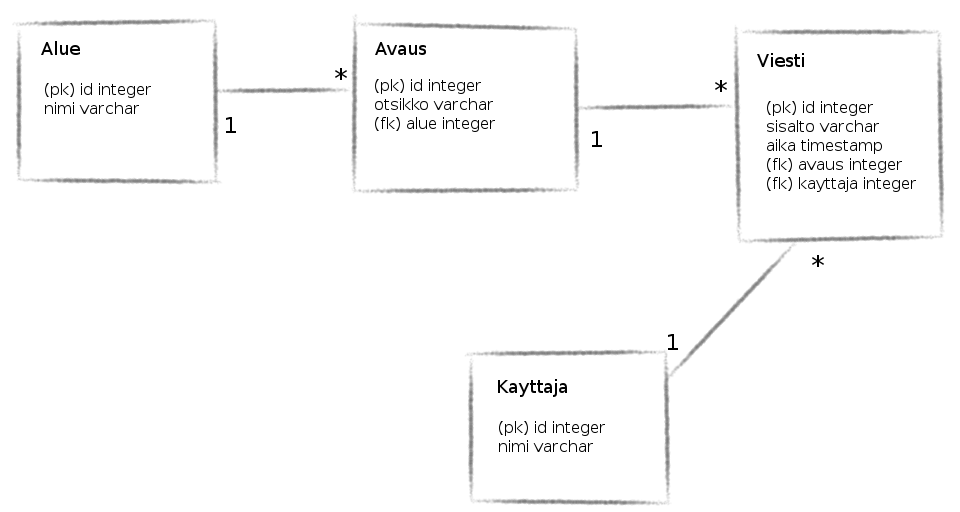 Alue
(pk) id integer
nimi varchar
1
*
Avaus
(pk) id integer
otsikko varchar
(fk) alue integer
1
*
Viesti
(pk) id integer
sisalto varchar
aika timestamp
(fk) avaus integer
(fk) kayttaja integer
*
1
Kayttaja
(pk) id integer
nimi varchar